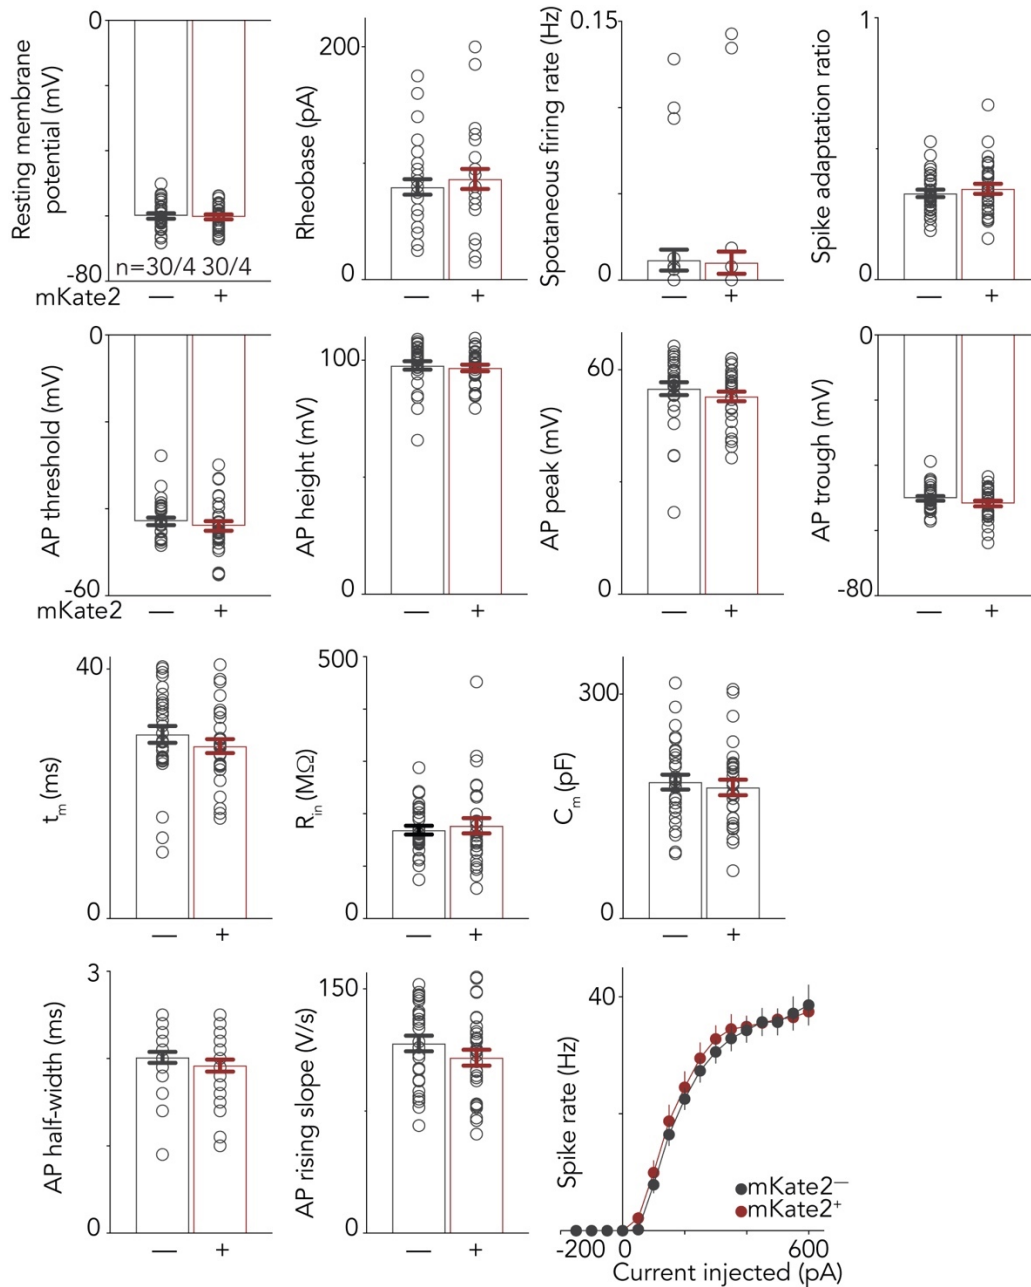 Resting membrane
potential (mV)
0
-80
n=30/4 30/4
mKate2 — +
Rheobase (pA)
200
0
— +
Spotaneous firing rate (Hz)
0.15
0
— +
Spike adaptation ratio
1
0
— +
AP threshold (mV)
0
-60
mKate2 — +
AP height (mV)
100
0
— +
AP peak (mV)
60
0
— +
AP trough (mV)
0
-80
— +
tm (ms)
40
0
— +
Rin (MΩ)
500
0
— +
Cm (pF)
300
0
— +
AP half-width (ms)
3
0
— +
AP rising slope (V/s)
150
0
— +
Spike rate (Hz)
40
0
mKate2—
mKate2+
-200 0 600
Current injected (pA)